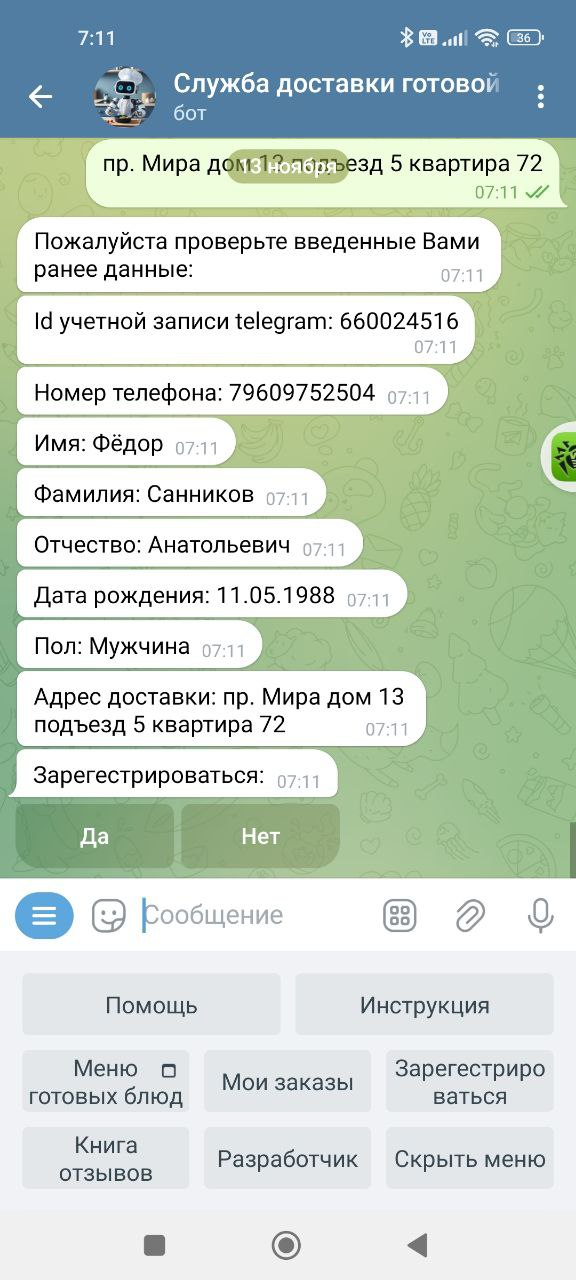 7:11
Vo LTE
36
Служба доставки готовой
бот
пр. Мира дом 13 подъезд 5 квартира 72
13 ноября
07:11
Пожалуйста проверьте введенные Вами
ранее данные:
07:11
Id учетной записи telegram: 660024516
07:11
Номер телефона: 79609752504 07:11
Имя: Фёдор 07:11
Фамилия: Санников 07:11
Отчество: Анатольевич 07:11
Дата рождения: 11.05.1988 07:11
Пол: Мужчина 07:11
Адрес доставки: пр. Мира дом 13
подъезд 5 квартира 72 07:11
Зарегестрироваться: 07:11
Да Нет
Сообщение
Помощь Инструкция
Меню
готовых блюд
Мои заказы
Зарегестриро
ваться
Книга
отзывов
Разработчик
Скрыть меню